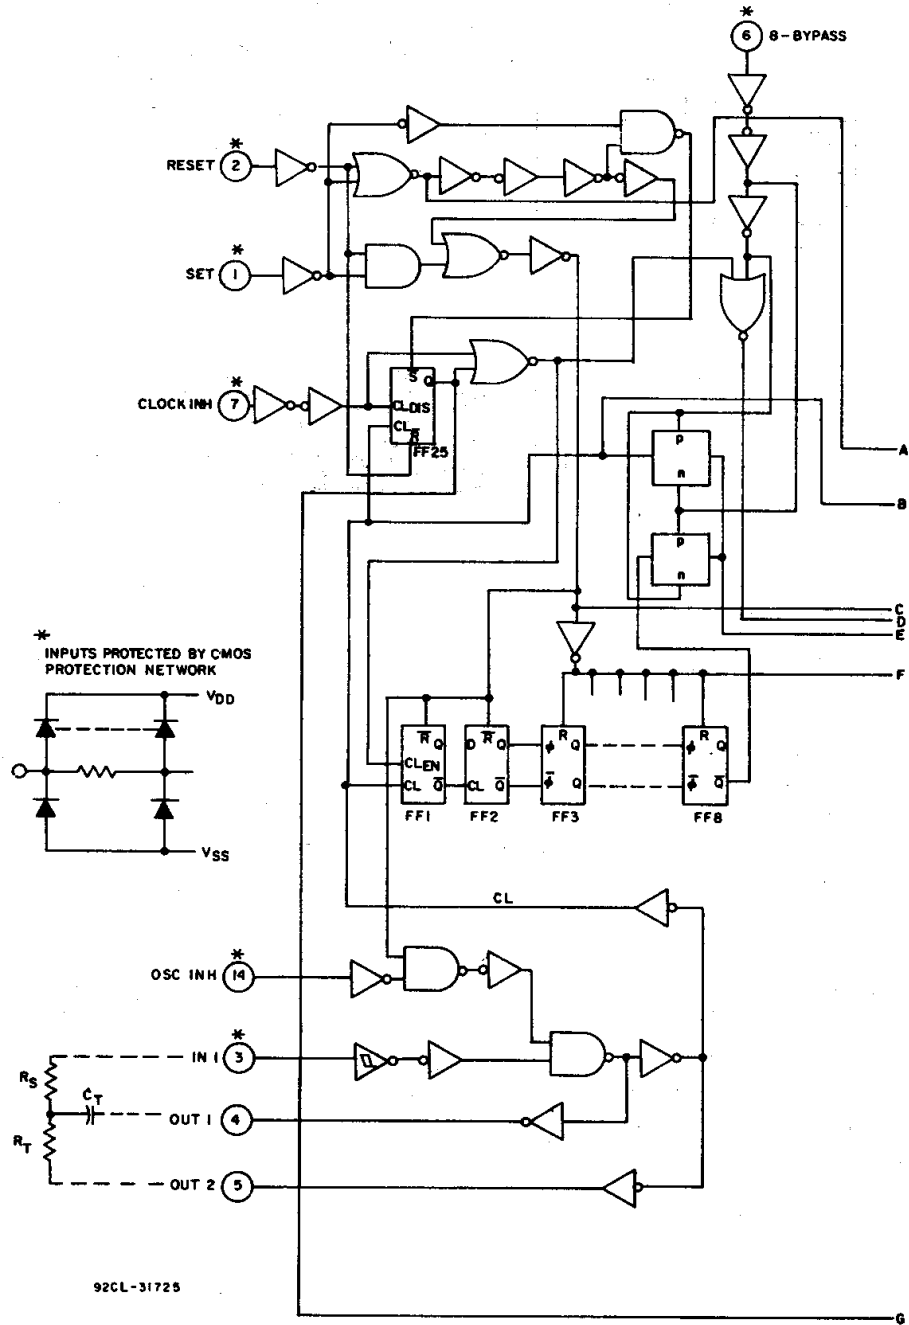 *
6 8-BYPASS
*
RESET 2
*
SET 1
*
CLOCK INH 7
S̅ Q
CL DIS
CL
R̅
FF25
p
n
p
n
A
B
C
D
E
F
*
INPUTS PROTECTED BY CMOS
PROTECTION NETWORK
VDD
VSS
R̅ Q
CLEN
CL Q̅
FF1
D R̅ Q
CL Q̅
FF2
R
ϕ Q
ϕ̅ Q
FF3
R
ϕ Q
ϕ̅ Q̅
FF8
CL
*
OSC INH 14
*
IN 1 3
RS
CT
OUT 1 4
RT
OUT 2 5
92CL-31725
G